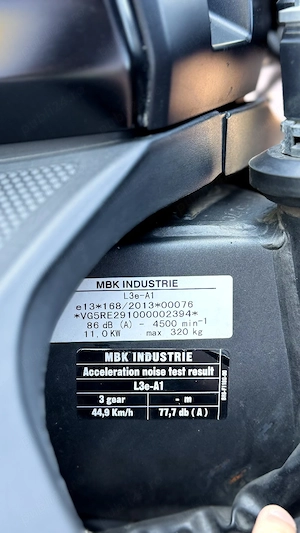 MBK INDUSTRIE
L3e-A1
e13*168/2013*00076
*VG5RE291000002394*
86 dB (A) - 4500 min⁻¹
11,0 KW max 320 kg
MBK INDUSTRIE
Acceleration noise test result
L3e-A1
3 gear - m
44,9 Km/h 77,7 db (A)